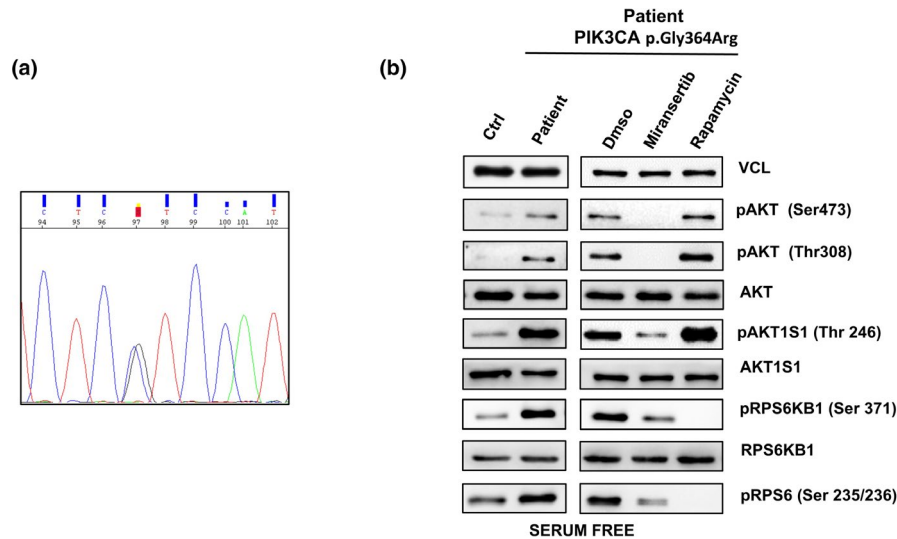 Patient
PIK3CA p.Gly364Arg
(a)
(b)
Ctrl
Patient
Dmso
Miransertib
Rapamycin
C T C T C C A T
94 95 96 97 98 99 100 101 102
VCL
pAKT (Ser473)
pAKT (Thr308)
AKT
pAKT1S1 (Thr 246)
AKT1S1
pRPS6KB1 (Ser 371)
RPS6KB1
pRPS6 (Ser 235/236)
SERUM FREE